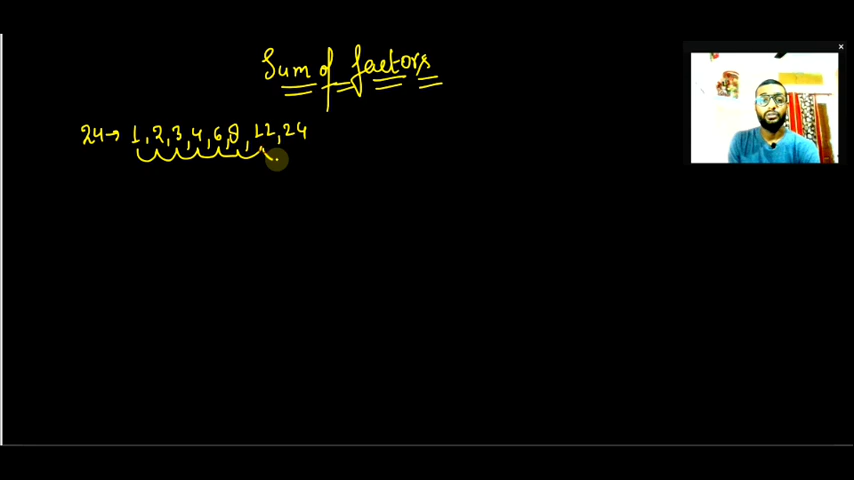 Sum of factors
24→ 1, 2, 3, 4, 6, 8, 12, 24